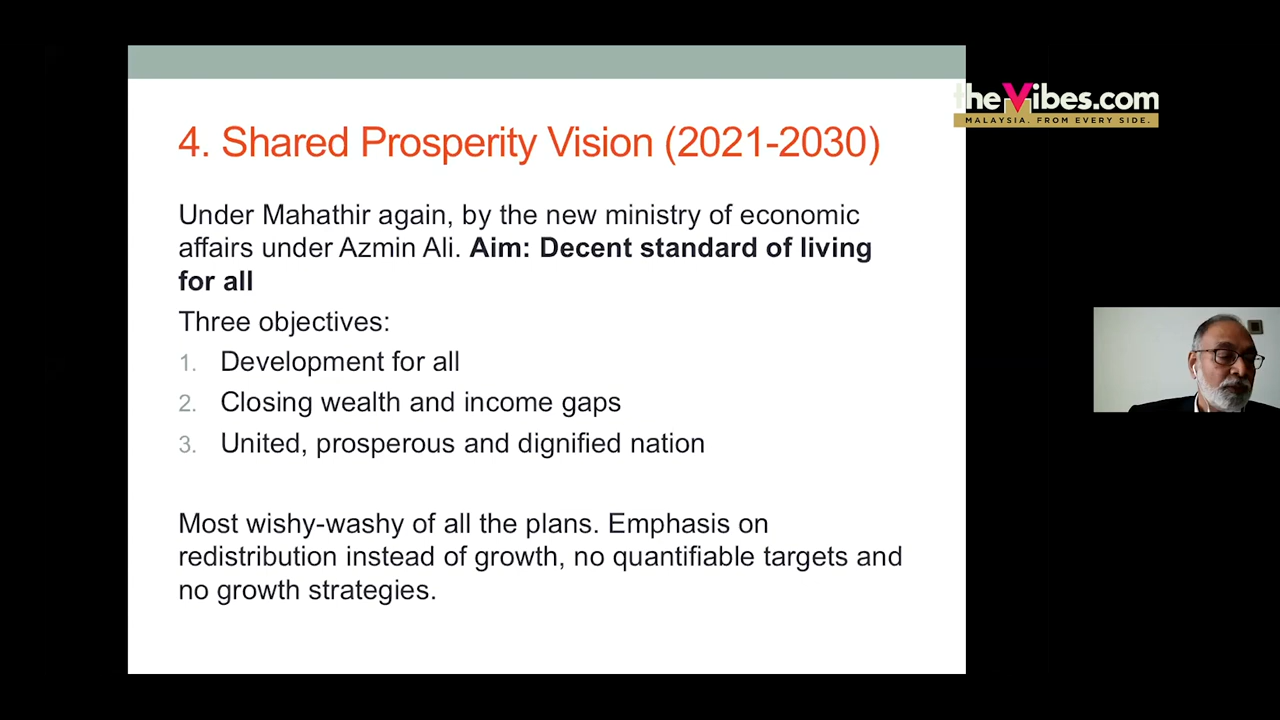 theVibes.com
MALAYSIA. FROM EVERY SIDE.
4. Shared Prosperity Vision (2021-2030)
Under Mahathir again, by the new ministry of economic
affairs under Azmin Ali. Aim: Decent standard of living
for all
Three objectives:
1. Development for all
2. Closing wealth and income gaps
3. United, prosperous and dignified nation
Most wishy-washy of all the plans. Emphasis on
redistribution instead of growth, no quantifiable targets and
no growth strategies.